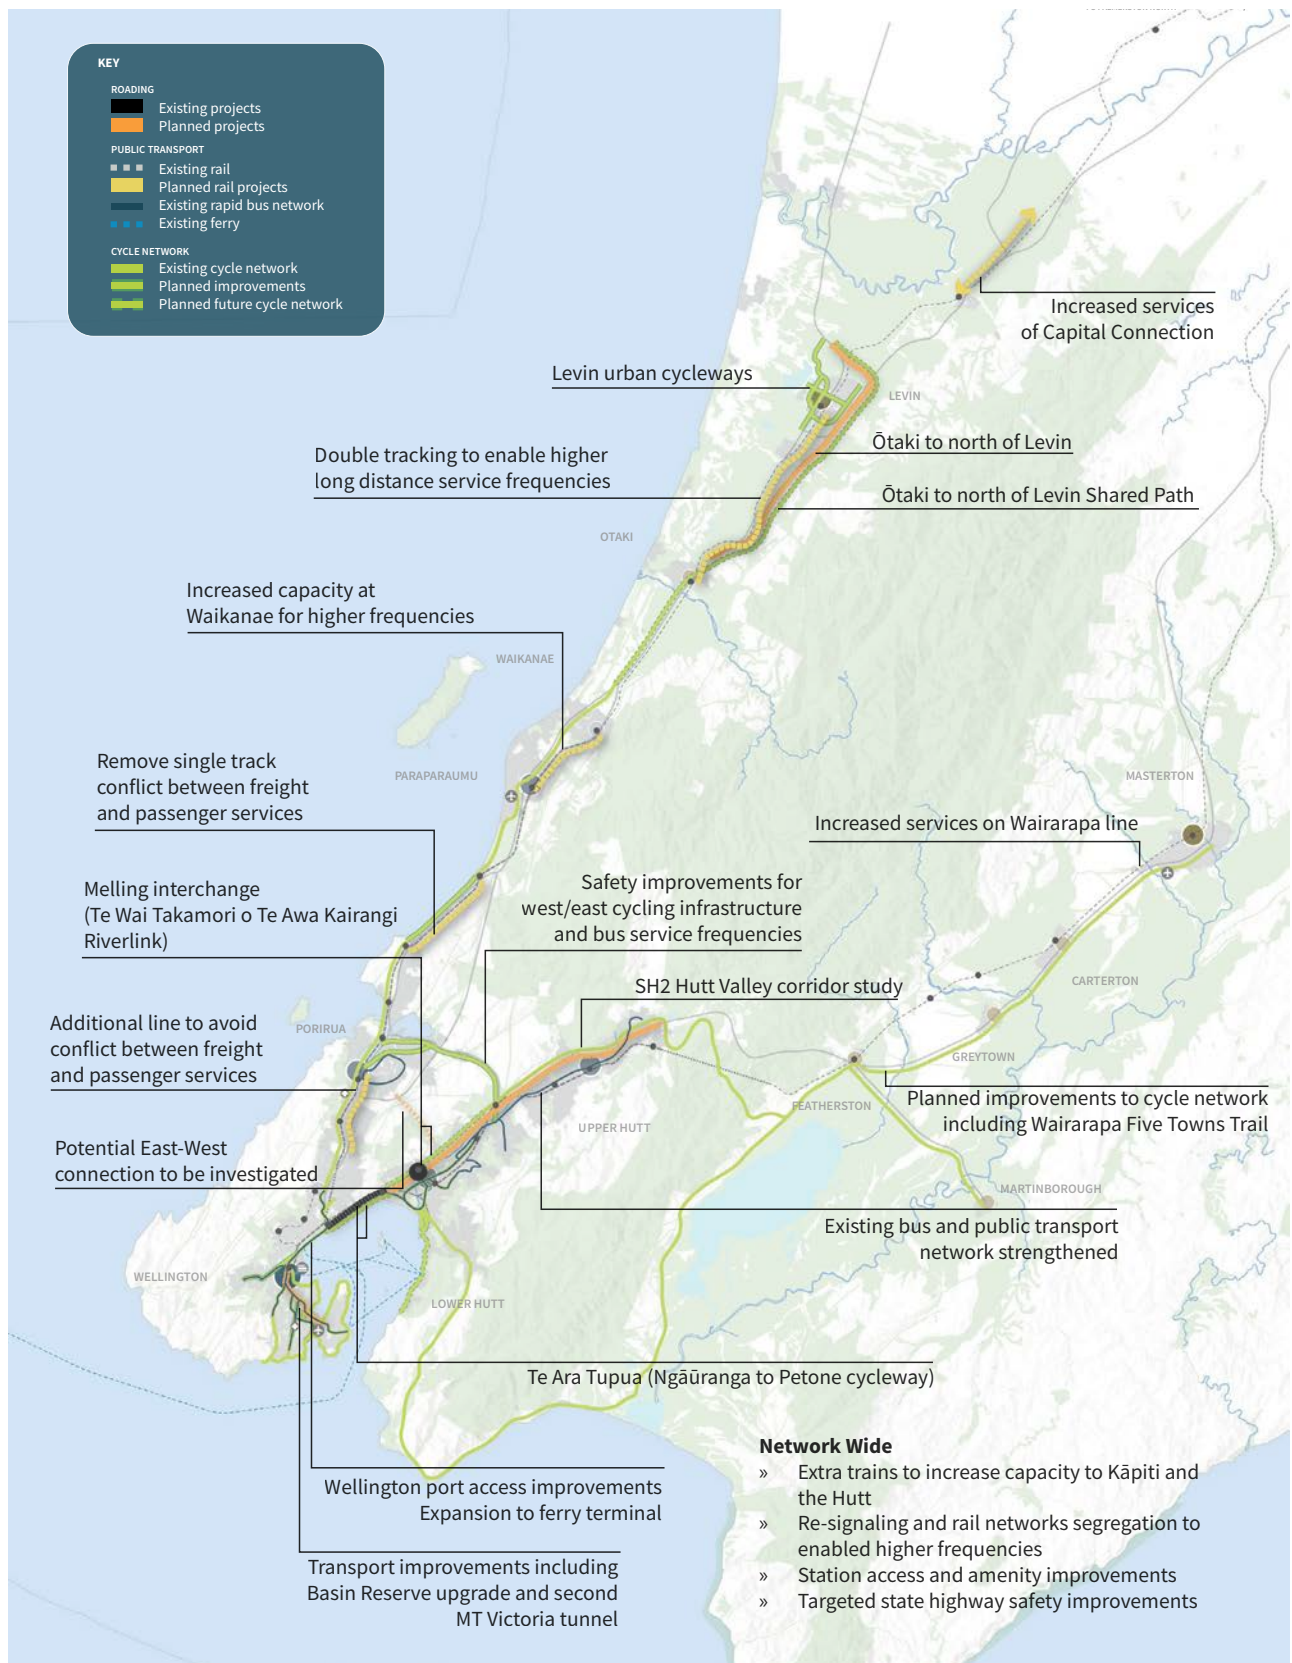 KEY
ROADING
Existing projects
Planned projects
PUBLIC TRANSPORT
Existing rail
Planned rail projects
Existing rapid bus network
Existing ferry
CYCLE NETWORK
Existing cycle network
Planned improvements
Planned future cycle network
Increased services
of Capital Connection
Levin urban cycleways
LEVIN
Ōtaki to north of Levin
Double tracking to enable higher
long distance service frequencies
Ōtaki to north of Levin Shared Path
OTAKI
Increased capacity at
Waikanae for higher frequencies
WAIKANAE
Remove single track
conflict between freight
and passenger services
PARAPARAUMU
MASTERTON
Increased services on Wairarapa line
Melling interchange
(Te Wai Takamori o Te Awa Kairangi
Riverlink)
Safety improvements for
west/east cycling infrastructure
and bus service frequencies
SH2 Hutt Valley corridor study
CARTERTON
Additional line to avoid
conflict between freight
and passenger services
PORIRUA
GREYTOWN
Planned improvements to cycle network
including Wairarapa Five Towns Trail
FEATHERSTON
UPPER HUTT
Potential East-West
connection to be investigated
MARTINBOROUGH
Existing bus and public transport
network strengthened
WELLINGTON
LOWER HUTT
Te Ara Tupua (Ngāūranga to Petone cycleway)
Wellington port access improvements
Expansion to ferry terminal
Transport improvements including
Basin Reserve upgrade and second
MT Victoria tunnel
Network Wide
» Extra trains to increase capacity to Kāpiti and
the Hutt
» Re-signaling and rail networks segregation to
enabled higher frequencies
» Station access and amenity improvements
» Targeted state highway safety improvements